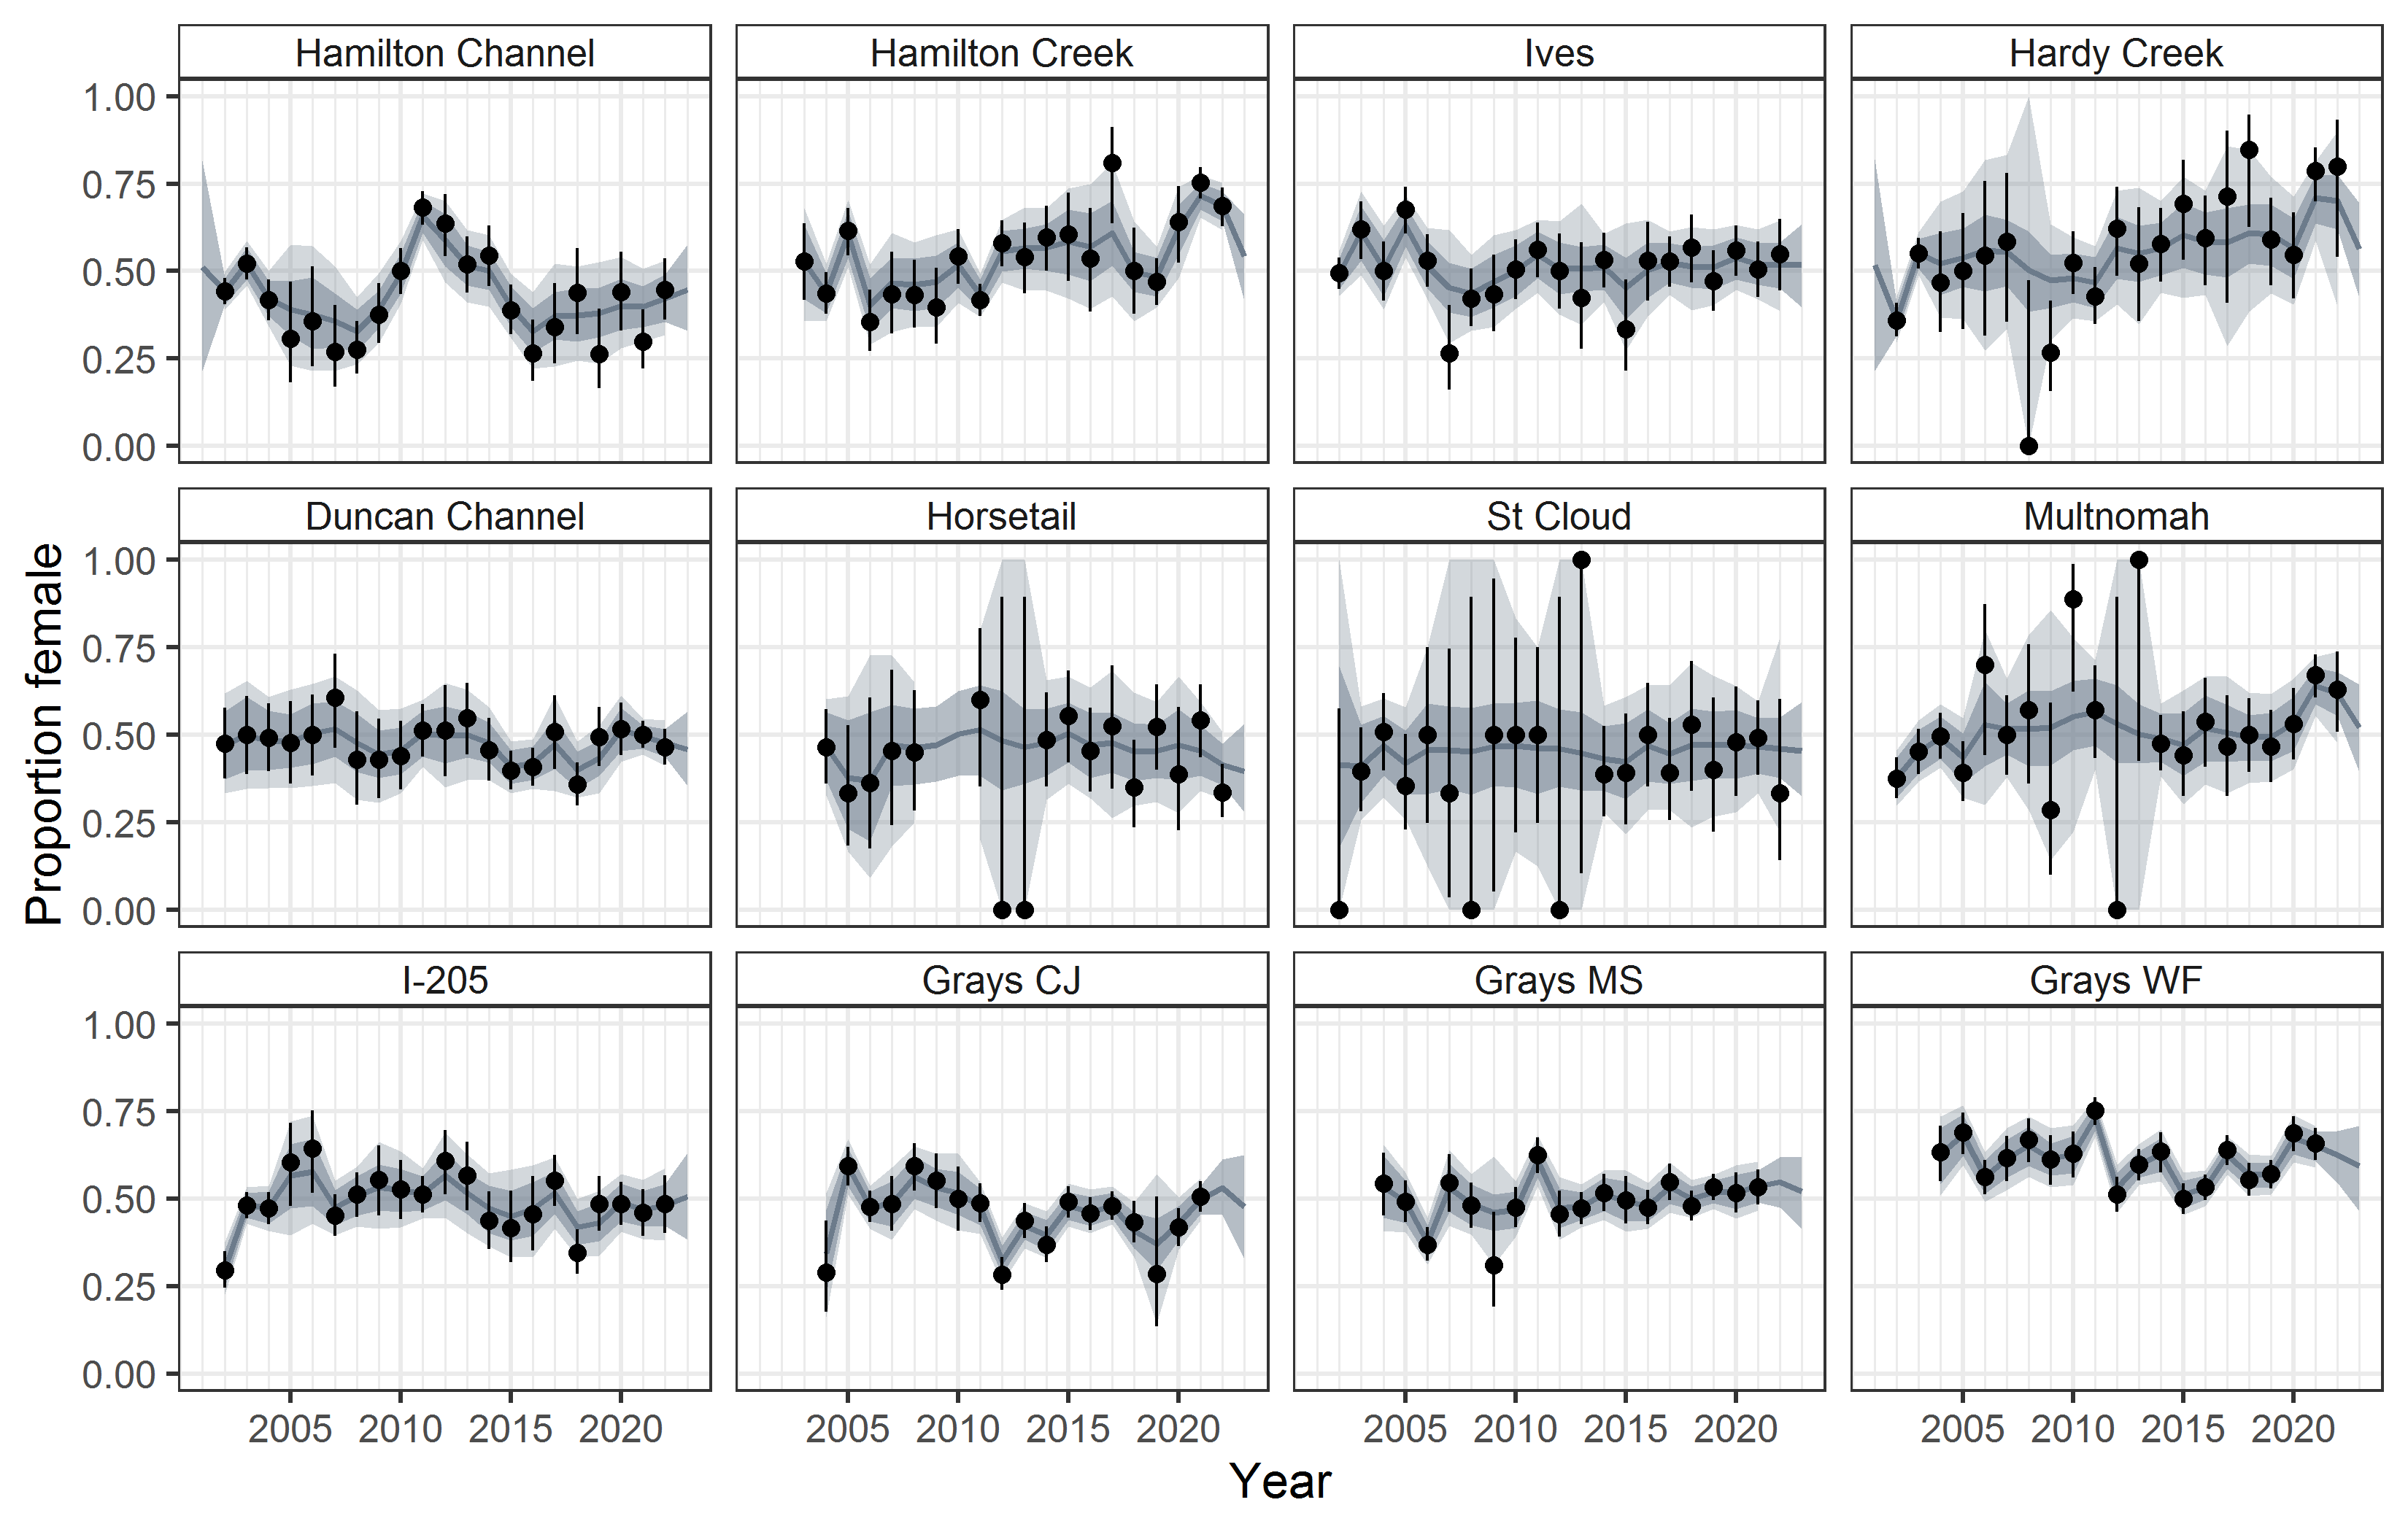 Hamilton Channel Hamilton Creek Ives Hardy Creek
1.00
0.75
0.50
0.25
0.00
Duncan Channel Horsetail St Cloud Multnomah
1.00
0.75
0.50
0.25
0.00
Proportion female
I-205 Grays CJ Grays MS Grays WF
1.00
0.75
0.50
0.25
0.00
2005 2010 2015 2020 2005 2010 2015 2020 2005 2010 2015 2020 2005 2010 2015 2020
Year